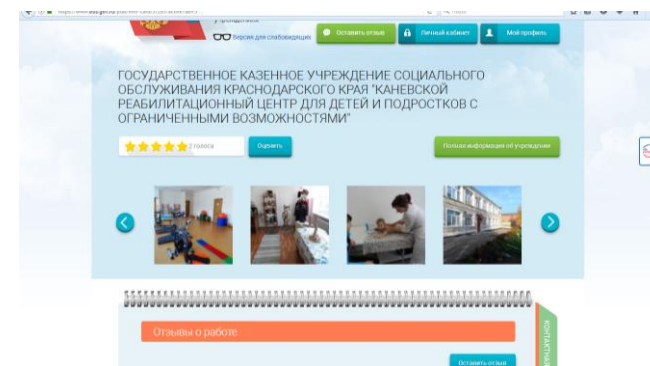 Версия для слабовидящих
Оставить отзыв
Личный кабинет
Мой профиль
ГОСУДАРСТВЕННОЕ КАЗЕННОЕ УЧРЕЖДЕНИЕ СОЦИАЛЬНОГО
ОБСЛУЖИВАНИЯ КРАСНОДАРСКОГО КРАЯ "КАНЕВСКОЙ
РЕАБИЛИТАЦИОННЫЙ ЦЕНТР ДЛЯ ДЕТЕЙ И ПОДРОСТКОВ С
ОГРАНИЧЕННЫМИ ВОЗМОЖНОСТЯМИ"
2 голоса
Оценить
Полная информация об учреждении
Отзывы о работе
Оставить отзыв